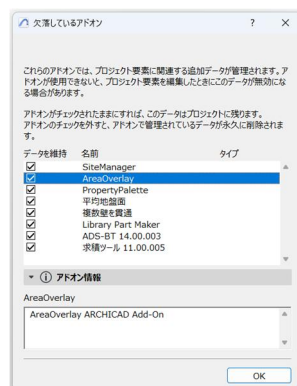 欠落しているアドオン
? ×
これらのアドオンでは、プロジェクト要素に関連する追加データが管理されます。ア
ドオンが使用できないと、プロジェクト要素を編集したときにこのデータが無効にな
る場合があります。
アドオンがチェックされたままにすれば、このデータはプロジェクトに残ります。
アドオンのチェックを外すと、アドオンで管理されているデータが永久に削除されま
す。
データを維持 名前 タイプ
SiteManager
AreaOverlay
PropertyPalette
平均地盤面
複数壁を貫通
Library Part Maker
ADS-BT 14.00.003
求積ツール 11.00.005
アドオン情報
AreaOverlay
AreaOverlay ARCHICAD Add-On
OK